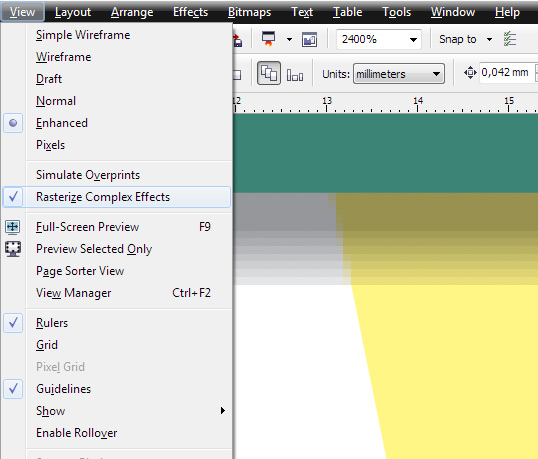 View Layout Arrange Effects Bitmaps Text Table Tools Window Help
Simple Wireframe
2400% Snap to
Wireframe
Draft
Units: millimeters 0,042 mm
Normal
12 13 14 15
Enhanced
Pixels
Simulate Overprints
Rasterize Complex Effects
Full-Screen Preview F9
Preview Selected Only
Page Sorter View
View Manager Ctrl+F2
Rulers
Grid
Pixel Grid
Guidelines
Show
Enable Rollover